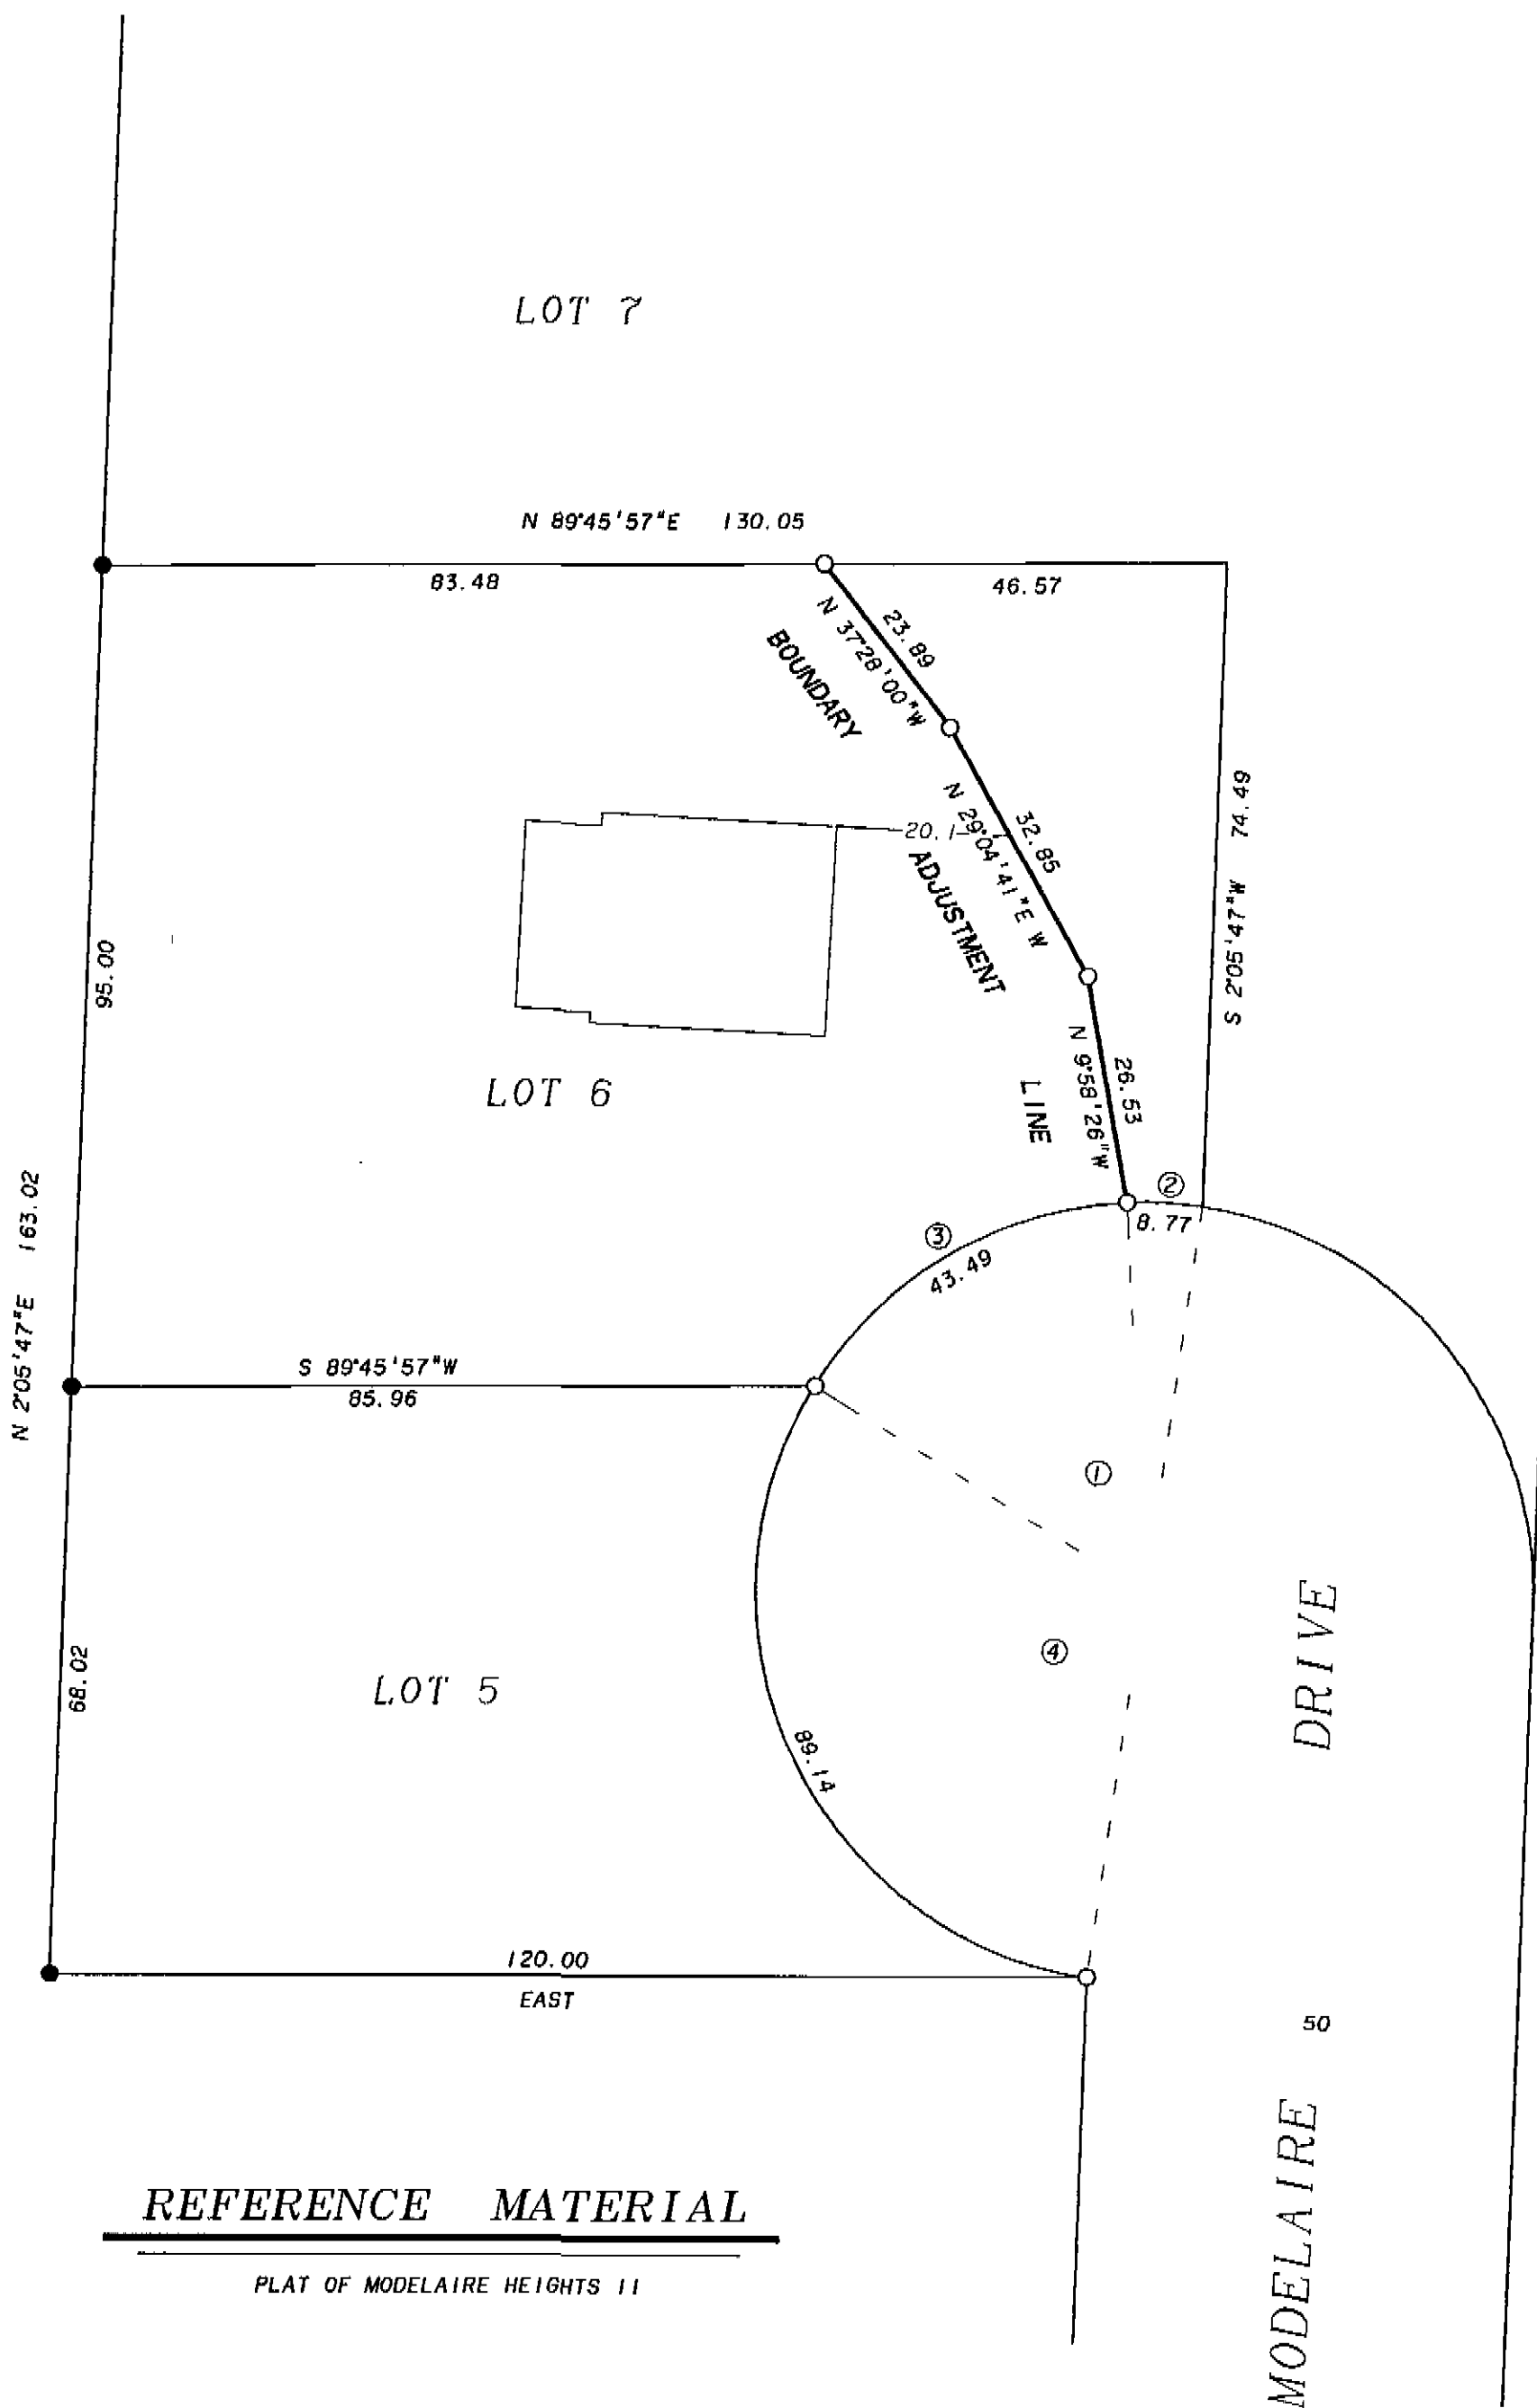 LOT 7
N 89°45'57"E 130.05
83.48
46.57
23.89
N 37°28'00"W
BOUNDARY
32.85
N 29°04'41"E W
20.1
ADJUSTMENT
S 2°05'47"W 74.49
95.00
26.53
N 9°58'26"W
LINE
LOT 6
②
8.77
③
43.49
N 2°05'47"E 163.02
S 89°45'57"W
85.96
①
④
68.02
LOT 5
89.14
120.00
EAST
50
MODELAIRE DRIVE
REFERENCE MATERIAL
PLAT OF MODELAIRE HEIGHTS II